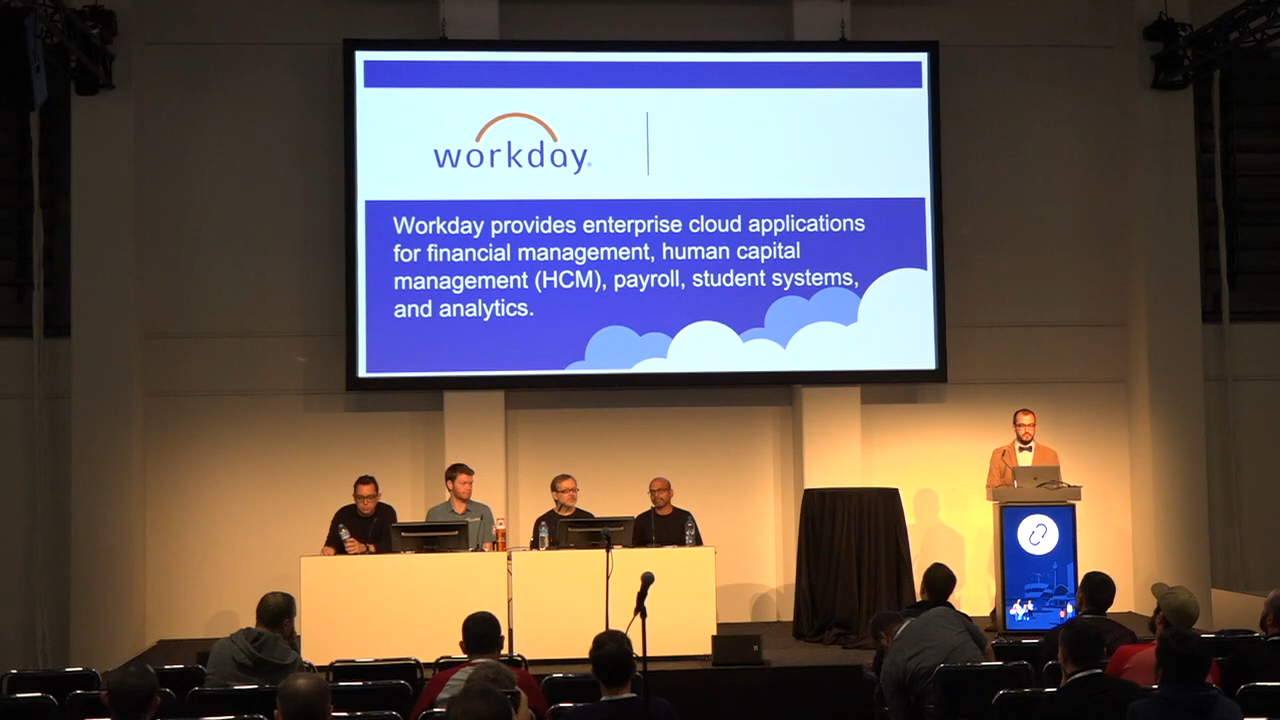 workday.
Workday provides enterprise cloud applications
for financial management, human capital
management (HCM), payroll, student systems,
and analytics.